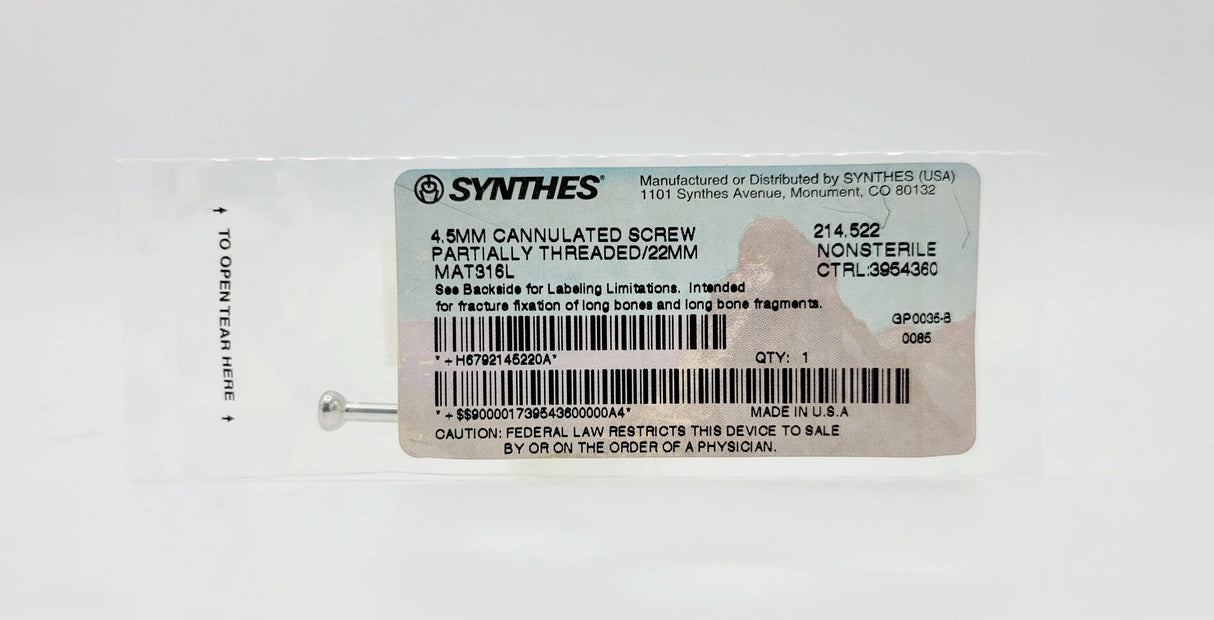 SYNTHES®
Manufactured or Distributed by SYNTHES (USA)
1101 Synthes Avenue, Monument, CO 80132
4.5MM CANNULATED SCREW
PARTIALLY THREADED/22MM
MAT316L
214.522
NONSTERILE
CTRL:3954360
See Backside for Labeling Limitations. Intended
for fracture fixation of long bones and long bone fragments.
GP0035-B
0085
*+H6792145220A*
QTY: 1
*+$$9000017395436​00000A4*
MADE IN U.S.A
CAUTION: FEDERAL LAW RESTRICTS THIS DEVICE TO SALE
BY OR ON THE ORDER OF A PHYSICIAN.
↑ TO OPEN TEAR HERE ↑